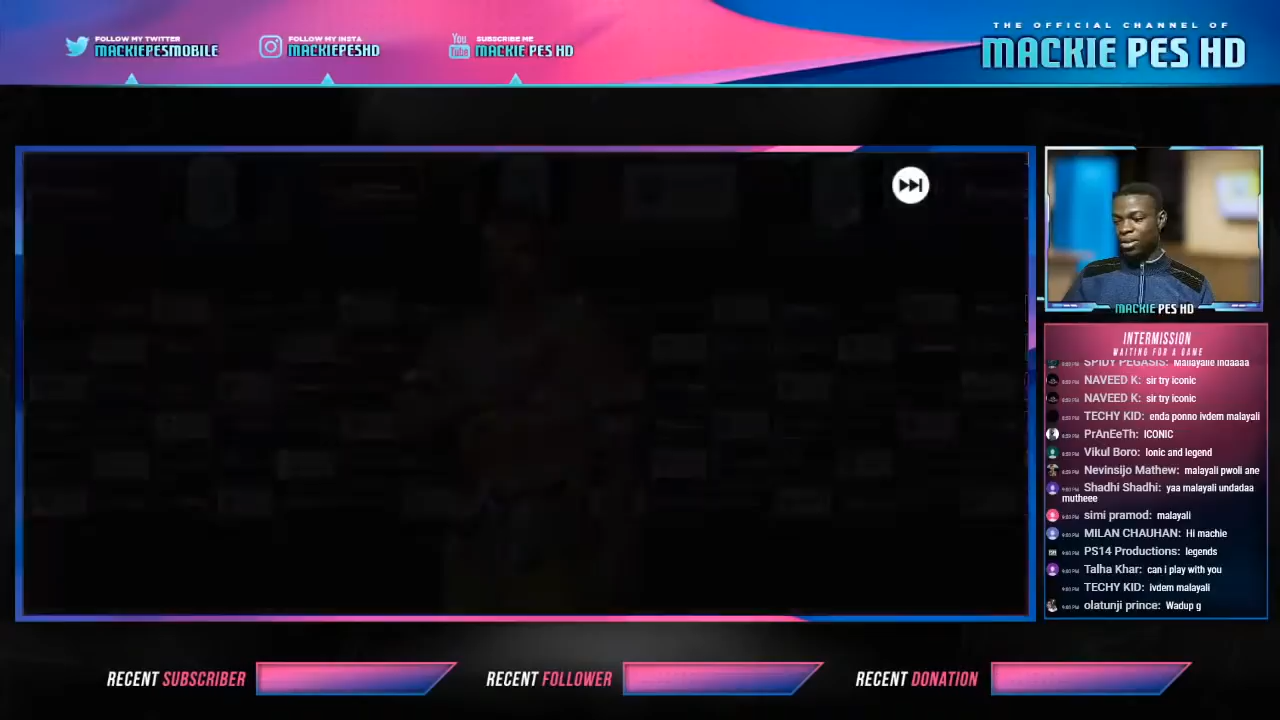 FOLLOW MY TWITTER
MACKIEPESMOBILE
FOLLOW MY INSTA
MACKIEPESHD
You
Tube
SUBSCRIBE ME
MACKIE PES HD
THE OFFICIAL CHANNEL OF
MACKIE PES HD
MACKIE PES HD
INTERMISSION
WAITING FOR A GAME
SPIDY PEGASIS: Mallayalie indaaaa
NAVEED K: sir try iconic
NAVEED K: sir try iconic
TECHY KID: enda ponno ivdem malayali
PrAnEeTh: ICONIC
Vikul Boro: Ionic and legend
Nevinsijo Mathew: malayali pwoli ane
Shadhi Shadhi: yaa malayali undadaa
mutheee
simi pramod: malayali
MILAN CHAUHAN: Hi machie
PS14 Productions: legends
Talha Khar: can i play with you
TECHY KID: ivdem malayali
olatunji prince: Wadup g
RECENT SUBSCRIBER
RECENT FOLLOWER
RECENT DONATION